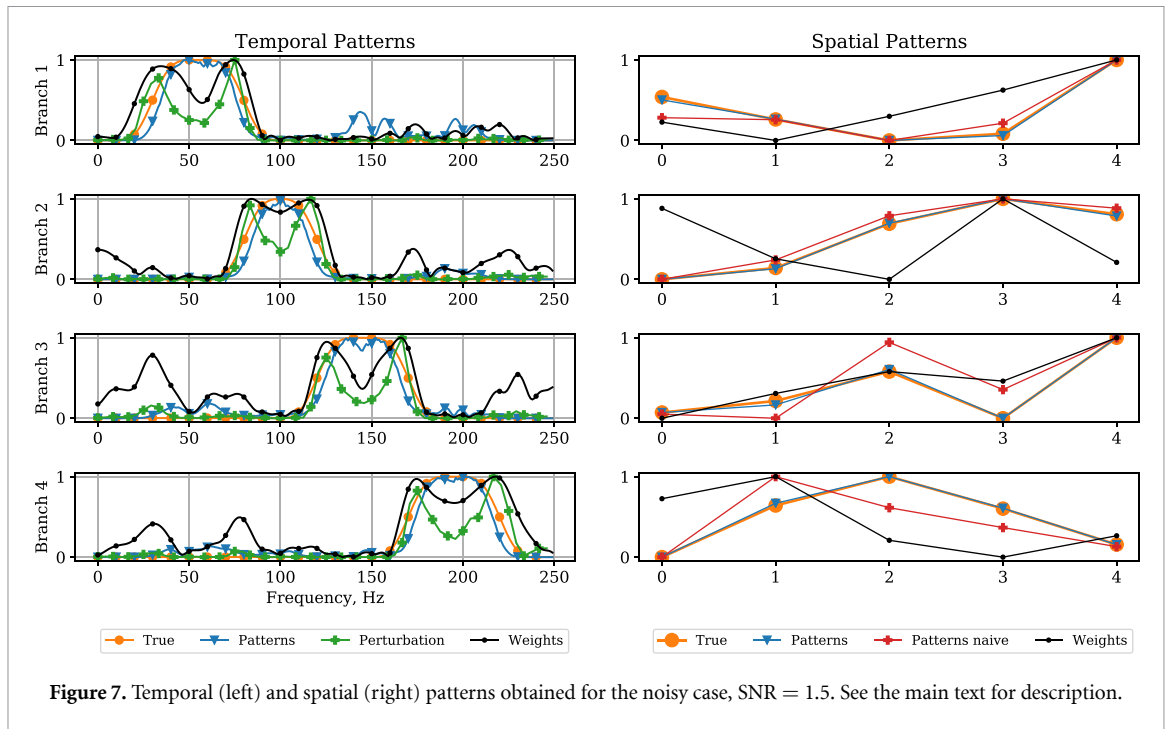 Temporal Patterns
Spatial Patterns
Branch 1
1
0
0 50 100 150 200 250
1
0
0 1 2 3 4
Branch 2
1
0
0 50 100 150 200 250
1
0
0 1 2 3 4
Branch 3
1
0
0 50 100 150 200 250
1
0
0 1 2 3 4
Branch 4
1
0
0 50 100 150 200 250
Frequency, Hz
1
0
0 1 2 3 4
True Patterns Perturbation Weights
True Patterns Patterns naive Weights
Figure 7. Temporal (left) and spatial (right) patterns obtained for the noisy case, SNR = 1.5. See the main text for description.